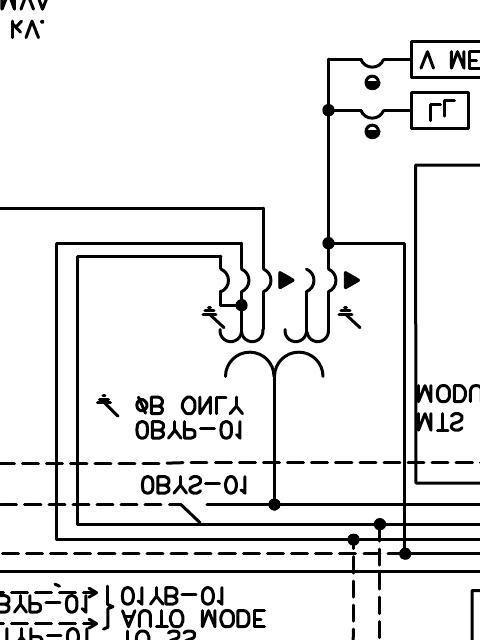 TO SS
1YP-01
AUTO MODE
BYP-01
01YB-01
0BYS-01
0BYP-01
ØB ONLY
MTS
MODU
LL
V ME
kV.
MVA